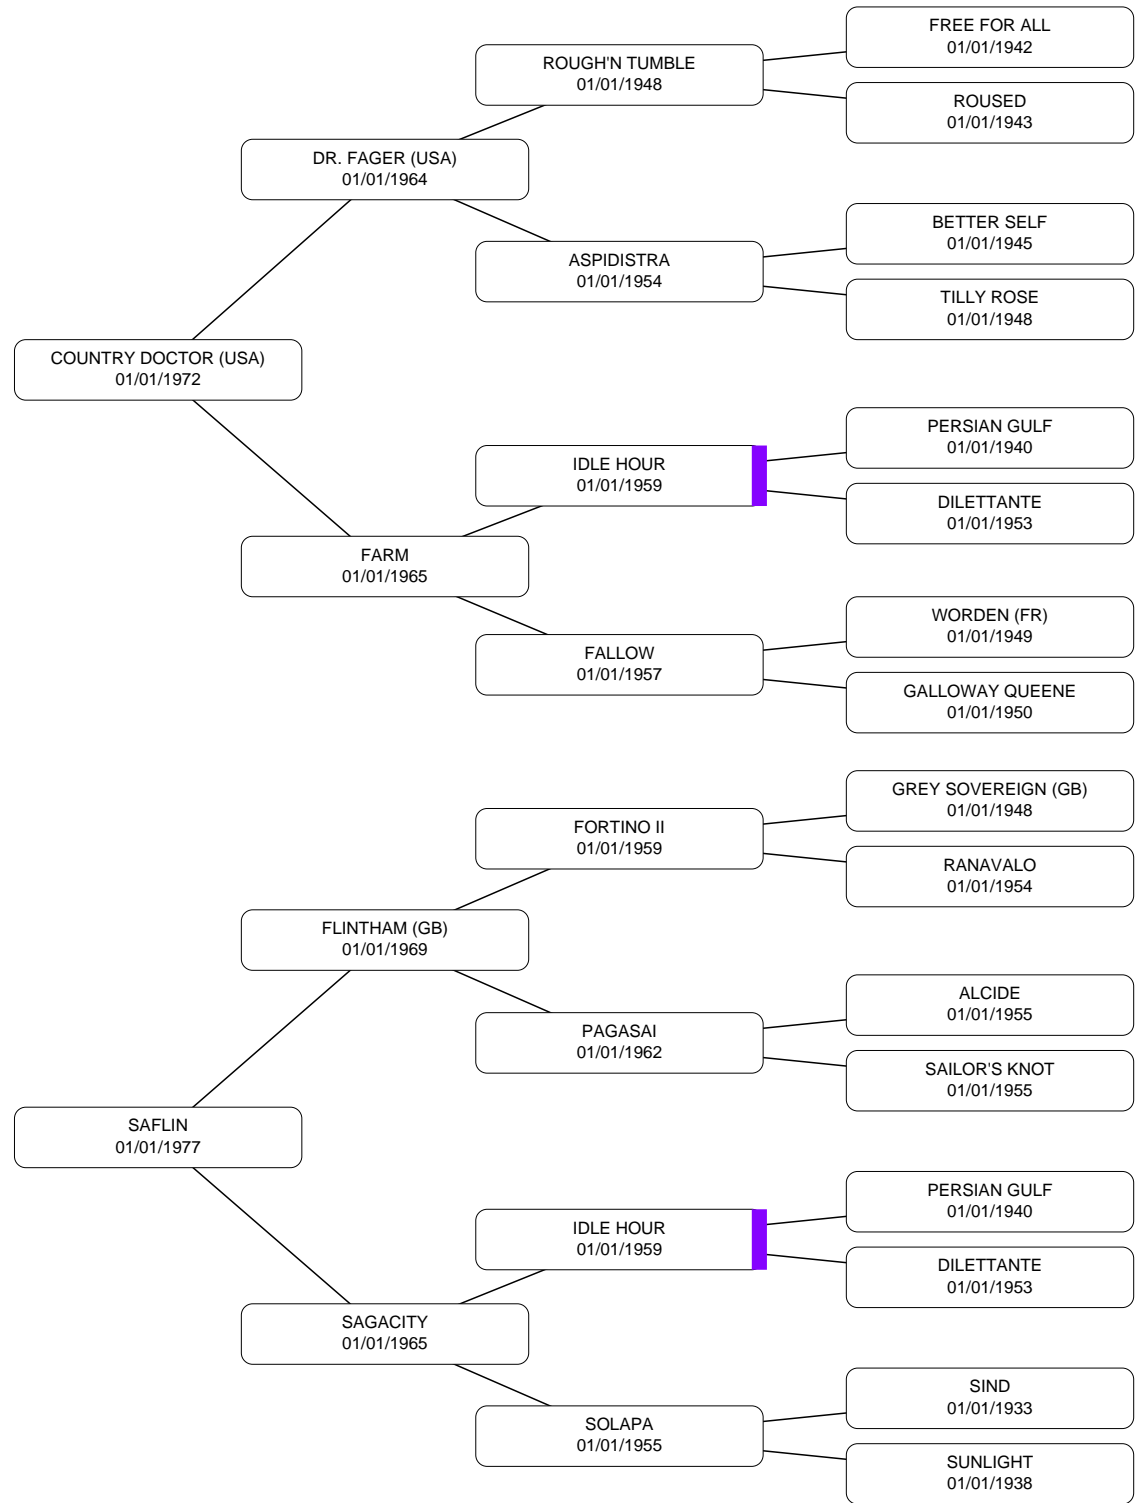 FREE FOR ALL
01/01/1942
ROUGH'N TUMBLE
01/01/1948
ROUSED
01/01/1943
DR. FAGER (USA)
01/01/1964
BETTER SELF
01/01/1945
ASPIDISTRA
01/01/1954
TILLY ROSE
01/01/1948
COUNTRY DOCTOR (USA)
01/01/1972
PERSIAN GULF
01/01/1940
IDLE HOUR
01/01/1959
DILETTANTE
01/01/1953
FARM
01/01/1965
WORDEN (FR)
01/01/1949
FALLOW
01/01/1957
GALLOWAY QUEENE
01/01/1950
GREY SOVEREIGN (GB)
01/01/1948
FORTINO II
01/01/1959
RANAVALO
01/01/1954
FLINTHAM (GB)
01/01/1969
ALCIDE
01/01/1955
PAGASAI
01/01/1962
SAILOR'S KNOT
01/01/1955
SAFLIN
01/01/1977
PERSIAN GULF
01/01/1940
IDLE HOUR
01/01/1959
DILETTANTE
01/01/1953
SAGACITY
01/01/1965
SIND
01/01/1933
SOLAPA
01/01/1955
SUNLIGHT
01/01/1938